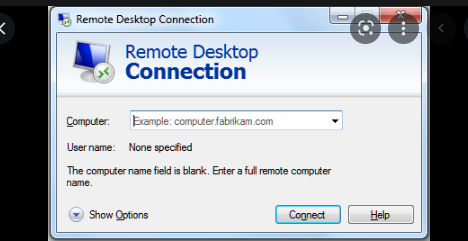 Remote Desktop Connection
Remote Desktop
Connection
Computer:
Example: computer.fabrikam.com
User name: None specified
The computer name field is blank. Enter a full remote computer
name.
Show Options
Connect
Help